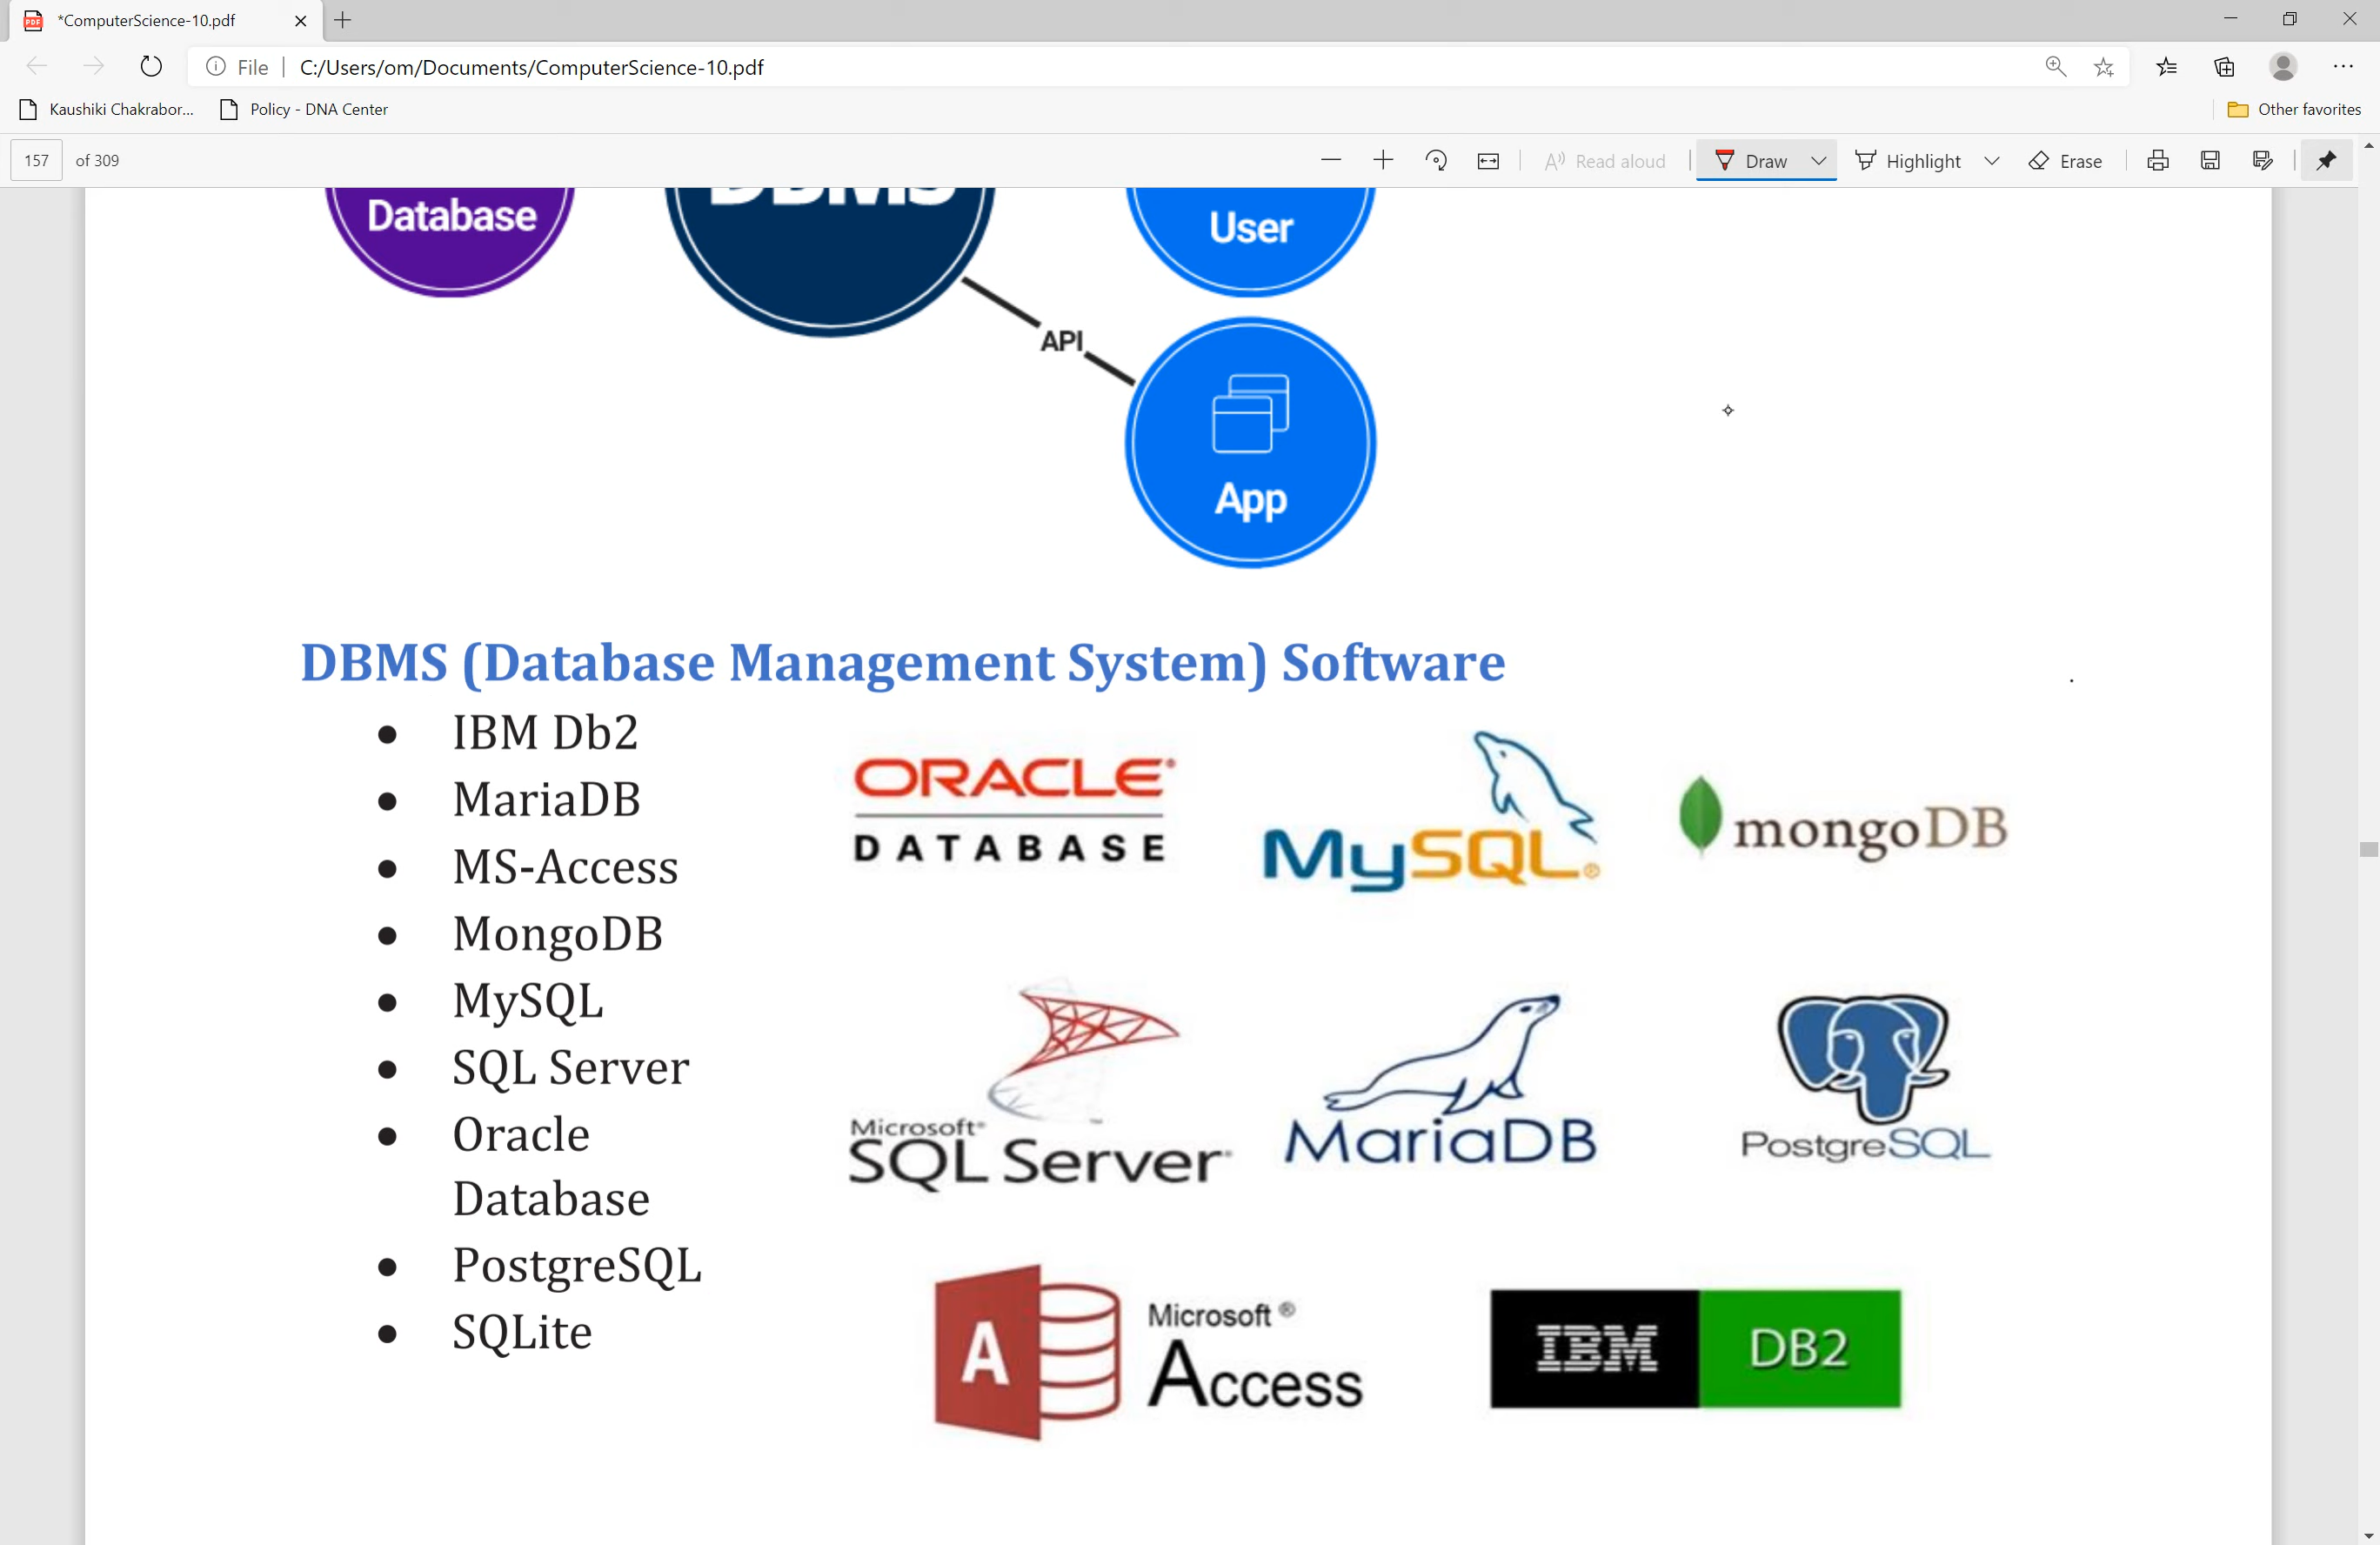 *ComputerScience-10.pdf
File | C:/Users/om/Documents/ComputerScience-10.pdf
Kaushiki Chakrabor... Policy - DNA Center Other favorites
157 of 309 Read aloud Draw Highlight Erase
Database DBMS User
API
App
DBMS (Database Management System) Software
• IBM Db2
• MariaDB
• MS-Access
• MongoDB
• MySQL
• SQL Server
• Oracle
Database
• PostgreSQL
• SQLite
ORACLE®
DATABASE
MySQL®
mongoDB
Microsoft®
SQL Server
MariaDB
PostgreSQL
A
Microsoft ®
Access
IBM DB2